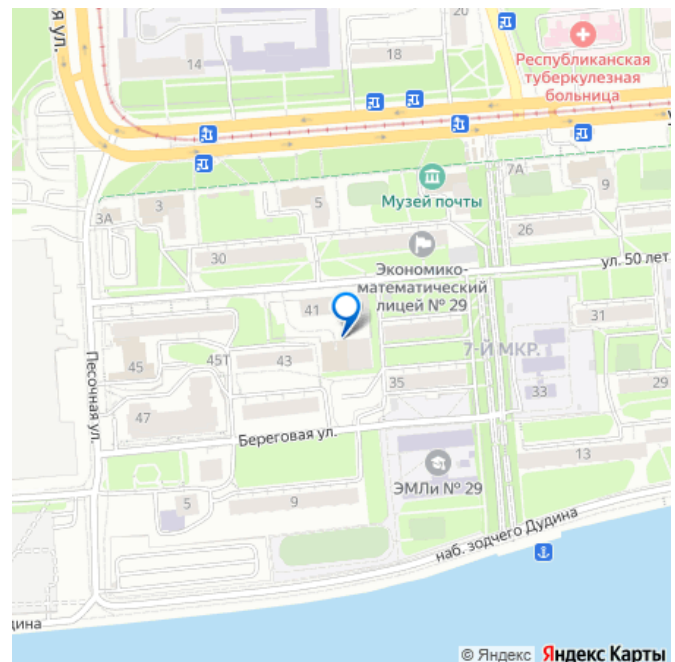 ая ул.
14
18
20
Республиканская
туберкулезная
больница
у
7А
9
Музей почты
3А
3
5
26
30
Экономико-
математический
лицей № 29
ул. 50 лет
41
31
7-Й МКР.
45
45Т
43
35
33
29
Песочная ул.
47
Береговая ул.
13
ЭМЛи № 29
5
9
наб. зодчего Дудина
дина
© Яндекс Яндекс Карты